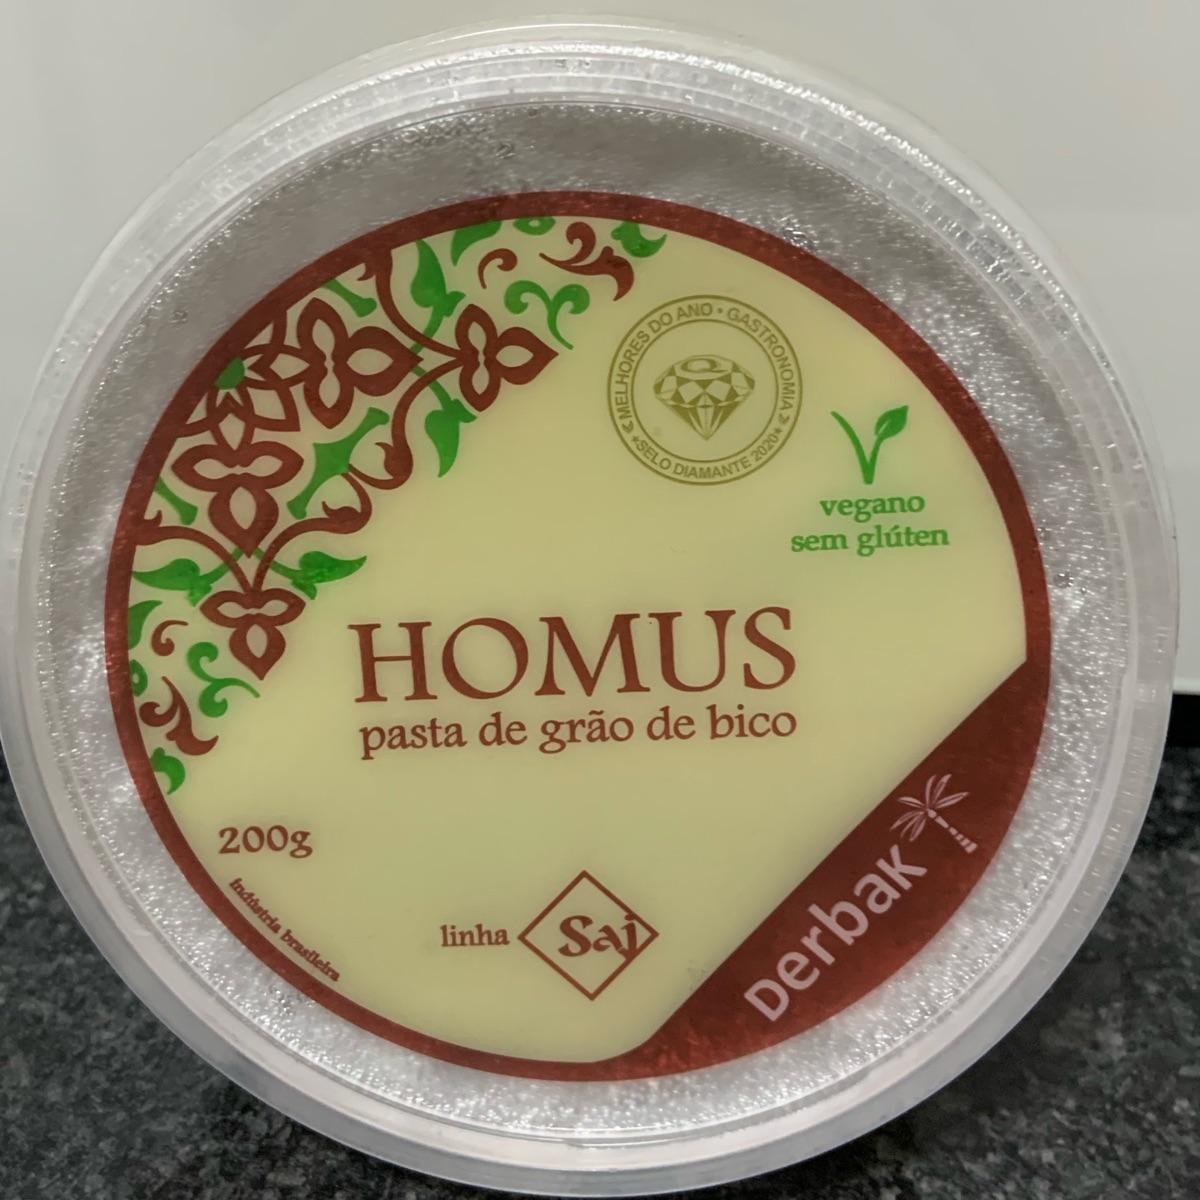 MELHORES DO ANO • GASTRONOMIA
SELO DIAMANTE 2020
vegano
sem glúten
HOMUS
pasta de grão de bico
200g
Indústria brasileira
linha Saj
Derbak